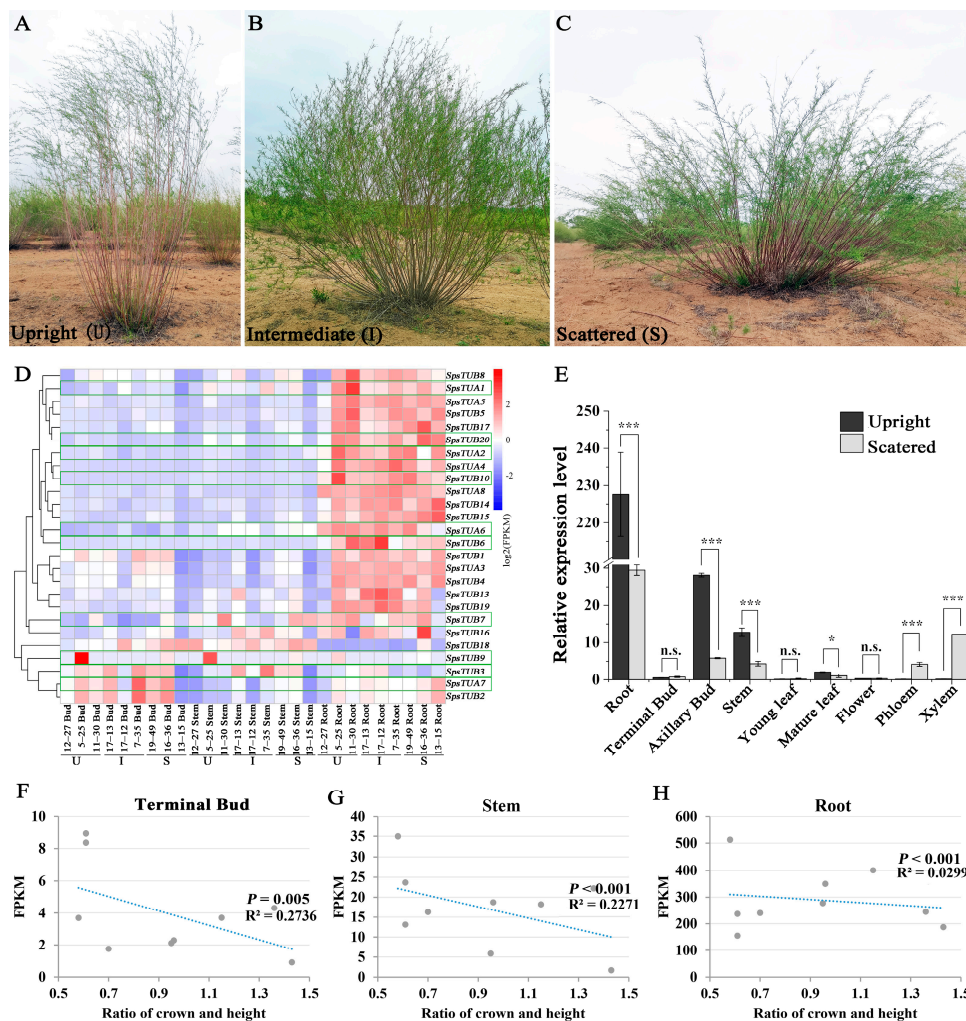 A
B
C
Upright (U)
Intermediate (I)
Scattered (S)
D
SpsTUB8
SpsTUA1
SpsTUA5
SpsTUB5
SpsTUB17
SpsTUB20
SpsTUA2
SpsTUA4
SpsTUB10
SpsTUA8
SpsTUB14
SpsTUB15
SpsTUA6
SpsTUB6
SpsTUB1
SpsTUA3
SpsTUB4
SpsTUB13
SpsTUB19
SpsTUB7
SpsTUB16
SpsTUB18
SpsTUB9
SpsTUB3
SpsTUA7
SpsTUB2
2
0
-2
log2(FPKM)
12-27 Bud
5-25 Bud
11-30 Bud
17-13 Bud
17-12 Bud
7-35 Bud
19-49 Bud
16-36 Bud
13-15 Bud
12-27 Stem
5-25 Stem
11-30 Stem
17-13 Stem
17-12 Stem
7-35 Stem
19-49 Stem
16-36 Stem
13-15 Stem
12-27 Root
5-25 Root
11-30 Root
17-13 Root
17-12 Root
7-35 Root
19-49 Root
16-36 Root
13-15 Root
U I S U I S U I S
E
Relative expression level
250
240
230
220
30
20
10
0
Upright
Scatered
***
n.s.
***
***
n.s.
*
n.s.
***
***
Root
Terminal Bud
Axillary Bud
Stem
Young leaf
Mature leaf
Flower
Phloem
Xylem
F
Terminal Bud
FPKM
10
8
6
4
2
0
P = 0.005
R² = 0.2736
0.5 0.7 0.9 1.1 1.3 1.5
Ratio of crown and height
G
Stem
FPKM
40
35
30
25
20
15
10
5
0
P < 0.001
R² = 0.2271
0.5 0.7 0.9 1.1 1.3 1.5
Ratio of crown and height
H
Root
FPKM
600
500
400
300
200
100
0
P < 0.001
R² = 0.0299
0.5 0.7 0.9 1.1 1.3 1.5
Ratio of crown and height